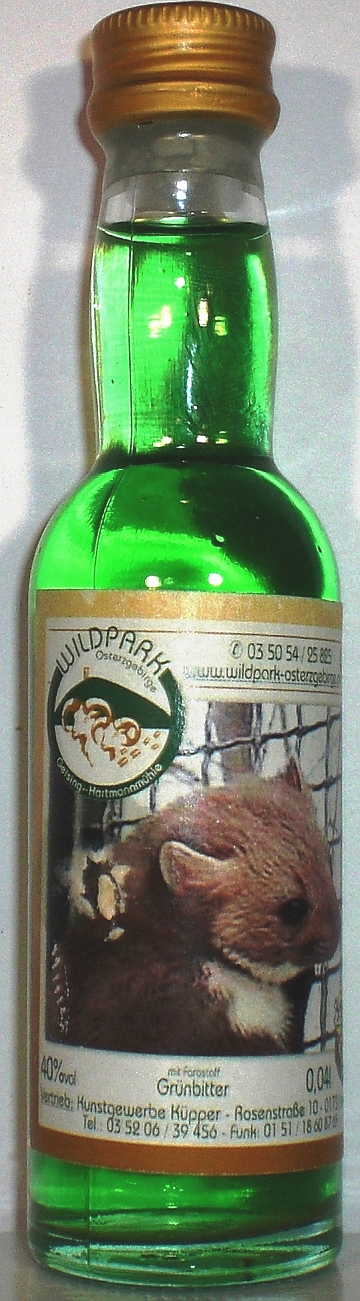 WILDPARK
Osterzgebirge
Geising-Hartmannmühle
✆ 03 50 54 / 25 825
www.wildpark-osterzgebirge.
40%vol
mit Farbstoff
Grünbitter
0,04l
Vertrieb: Kunstgewerbe Küpper - Rosenstraße 10 -
Tel.: 03 52 06 / 39 456 - Funk: 01 51 / 18 60 87